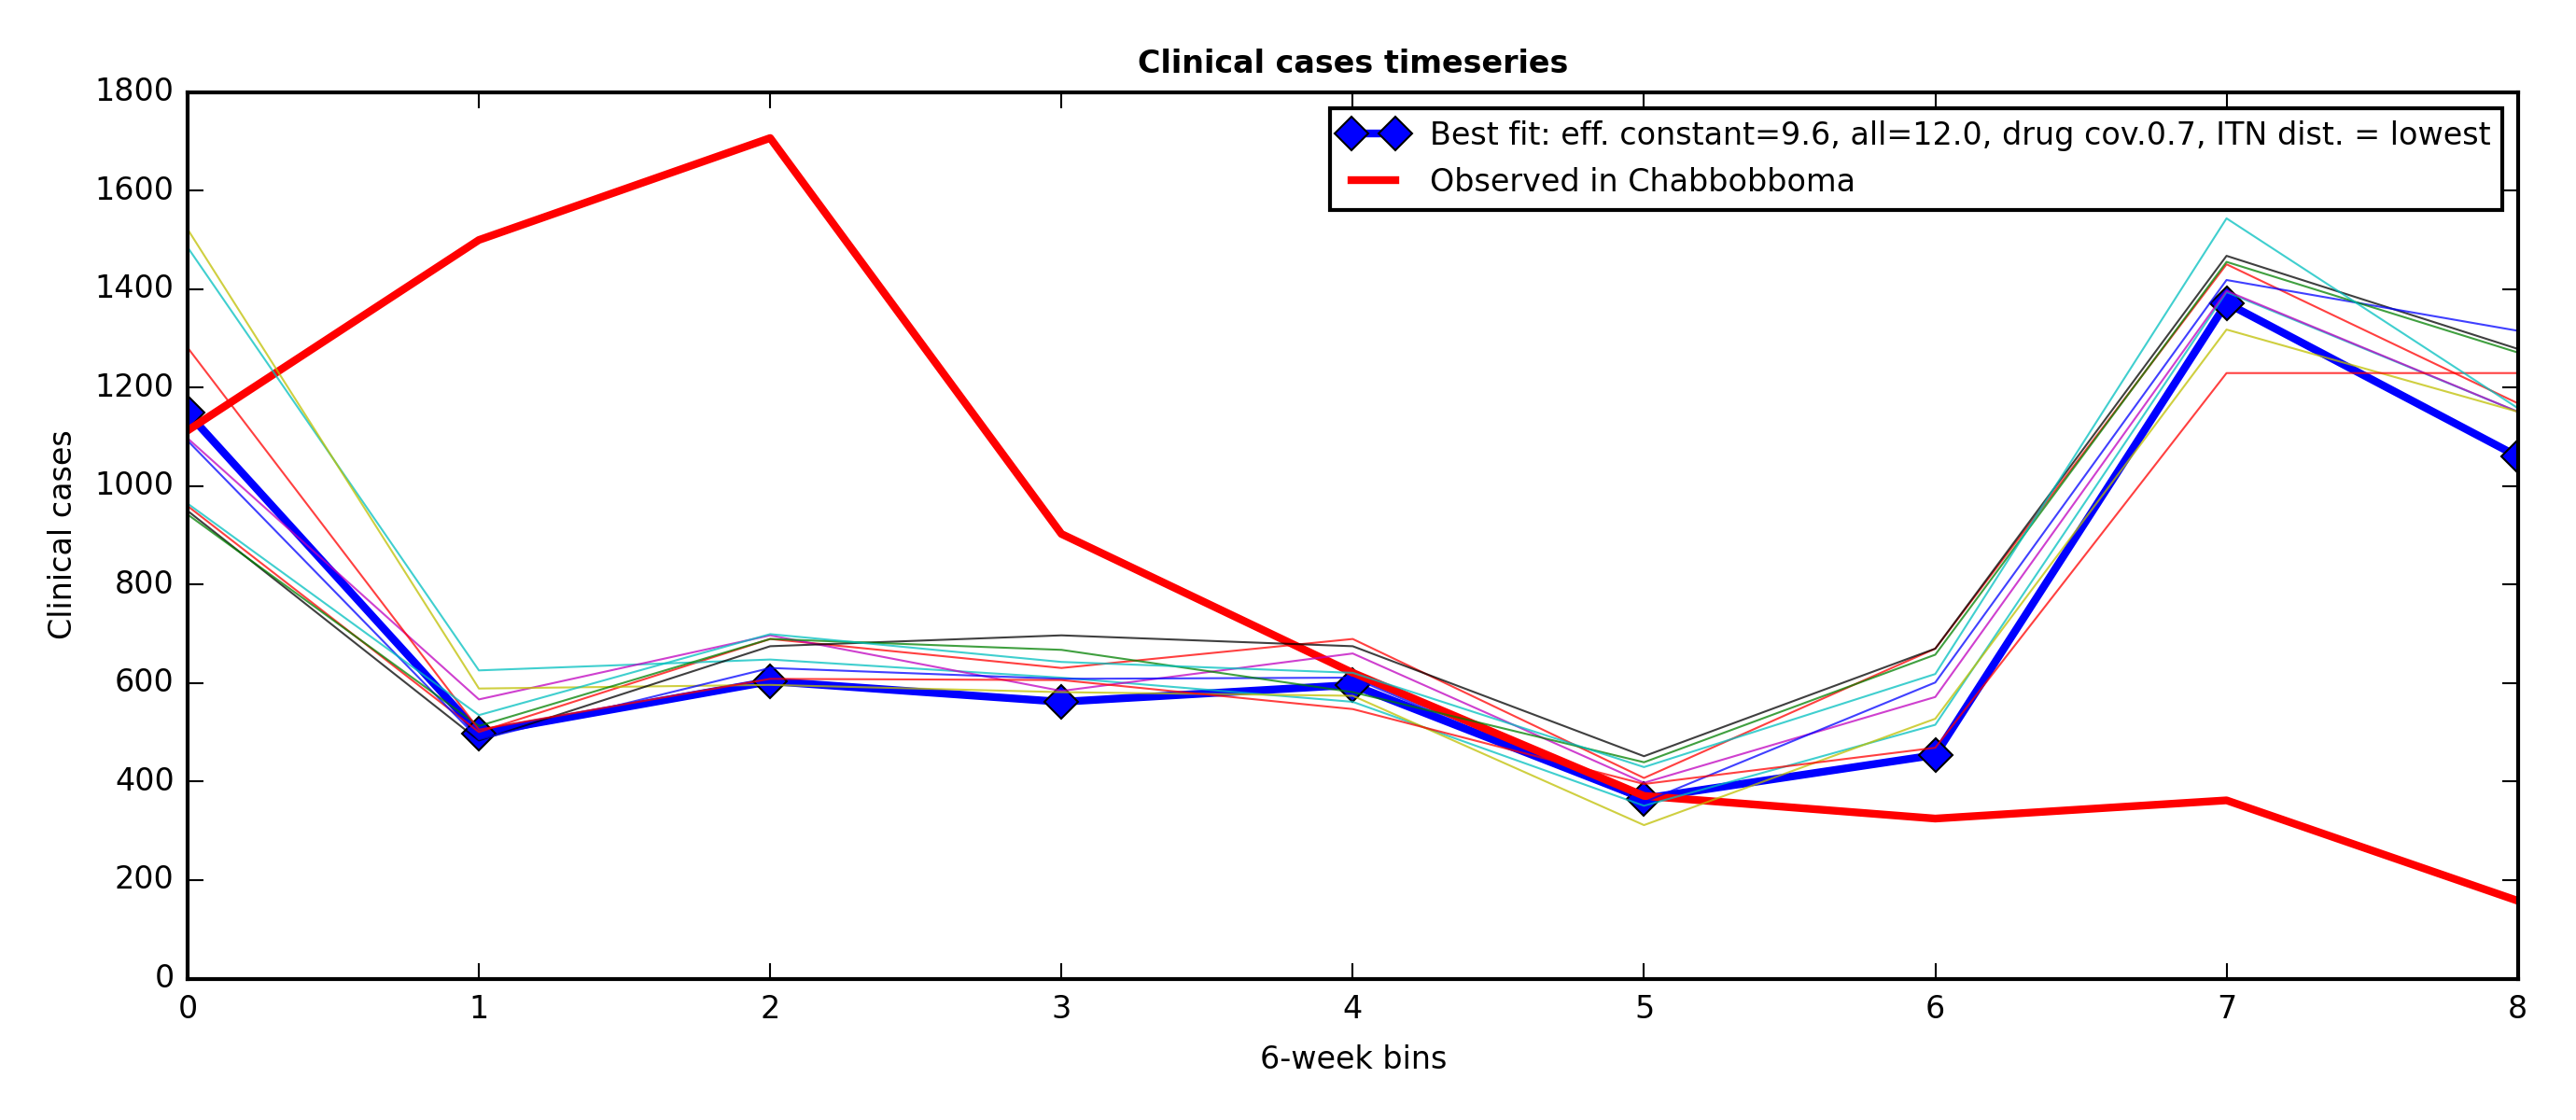 Clinical cases timeseries
1800
1600
1400
1200
1000
800
600
400
200
0
Clinical cases
Best fit: eff. constant=9.6, all=12.0, drug cov.0.7, ITN dist. = lowest
Observed in Chabbobboma
0 1 2 3 4 5 6 7 8
6-week bins